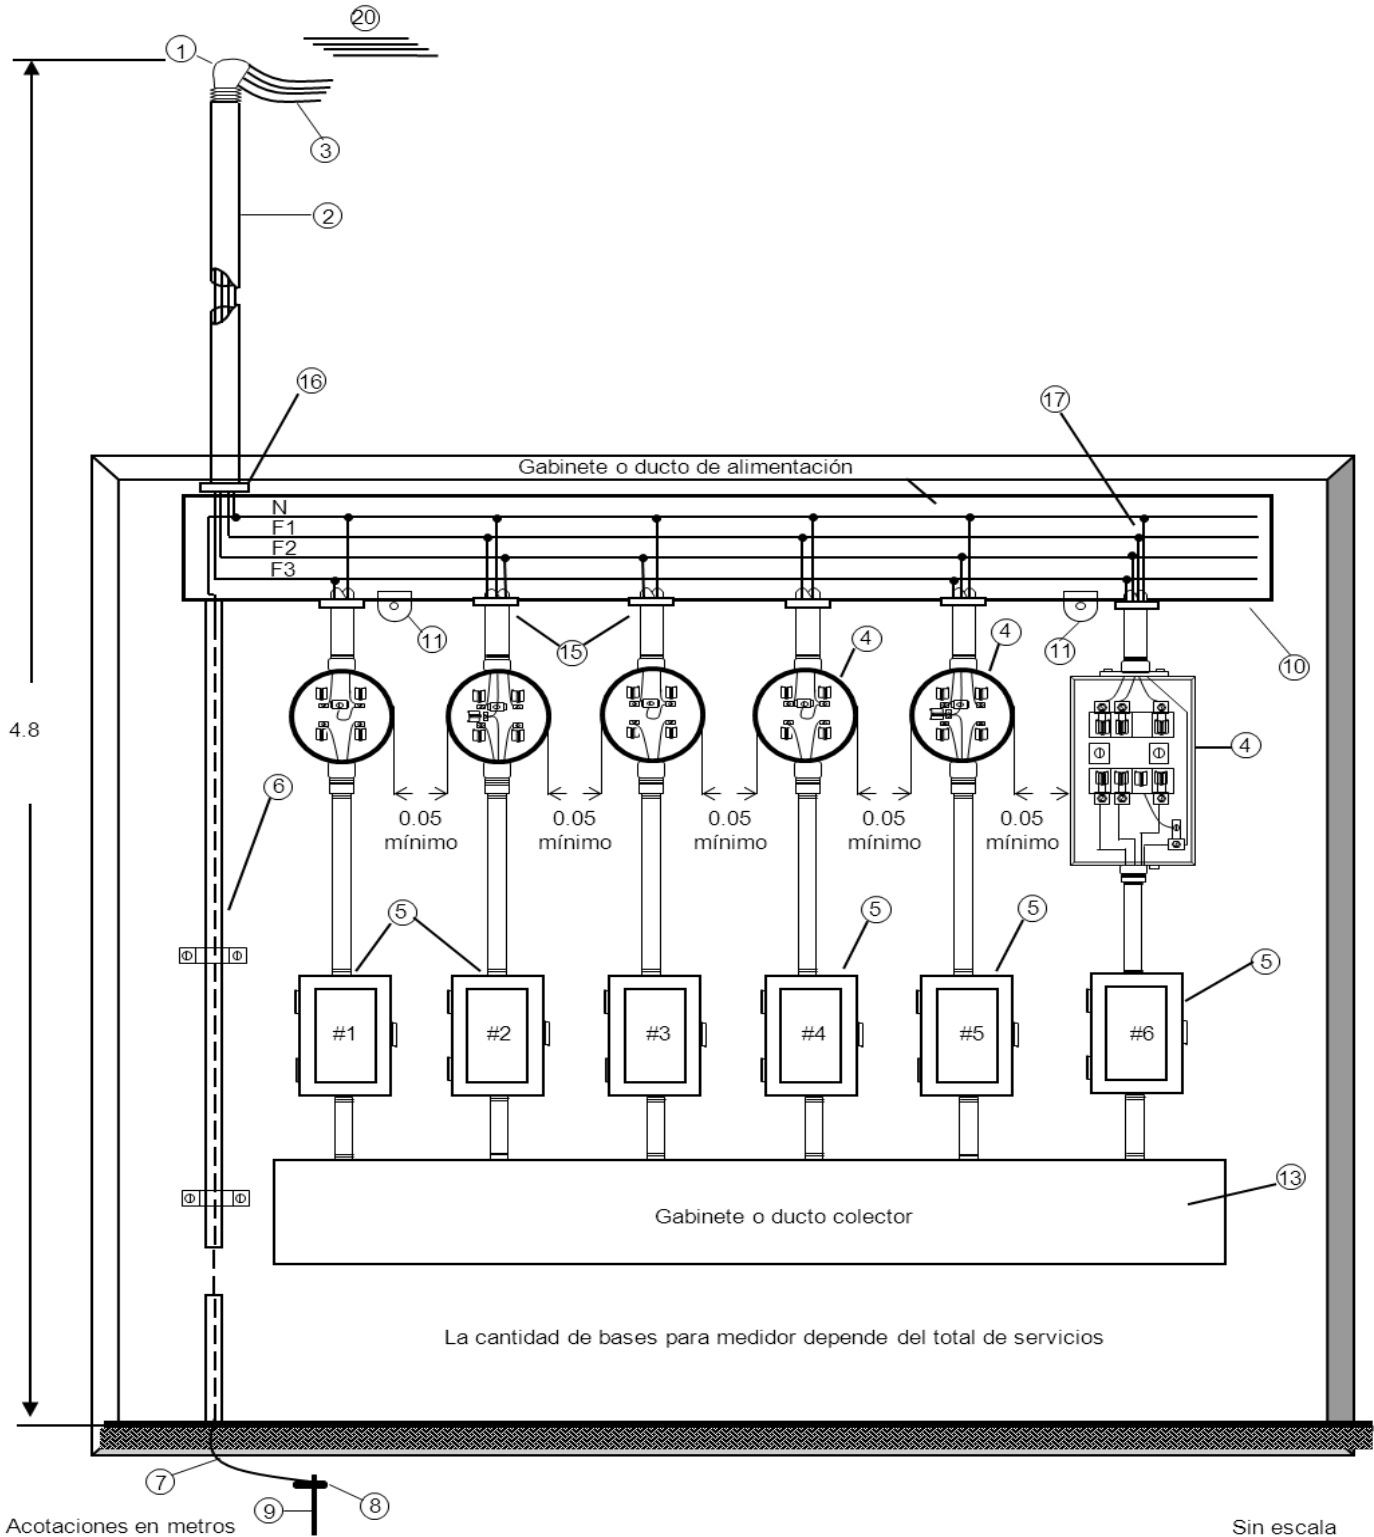 20
1
3
2
16
17
Gabinete o ducto de alimentación
N
F1
F2
F3
11
15
4
4
11
10
4.8
4
6
0.05
mínimo
0.05
mínimo
0.05
mínimo
0.05
mínimo
0.05
mínimo
5
5
5
5
#1
#2
#3
#4
#5
#6
13
Gabinete o ducto colector
La cantidad de bases para medidor depende del total de servicios
7
8
9
Acotaciones en metros
Sin escala